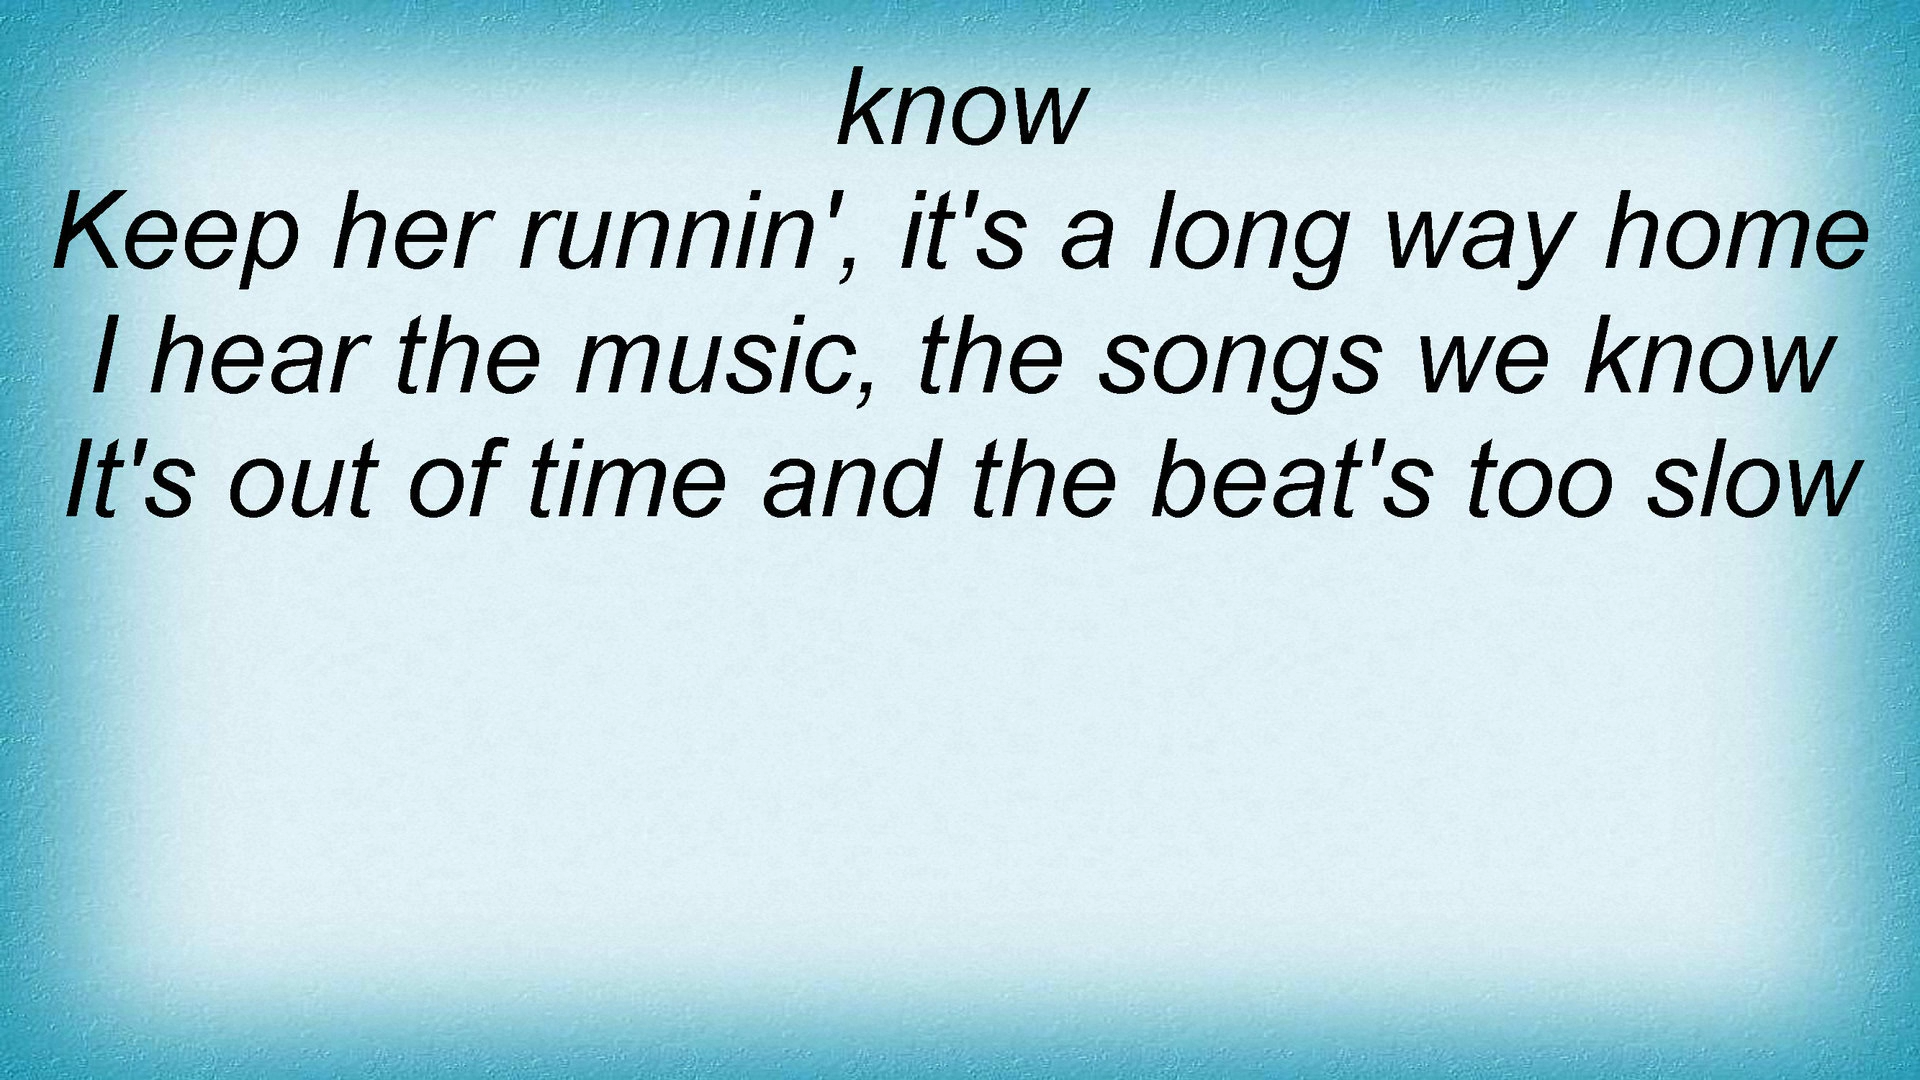 know
Keep her runnin', it's a long way home
I hear the music, the songs we know
It's out of time and the beat's too slow